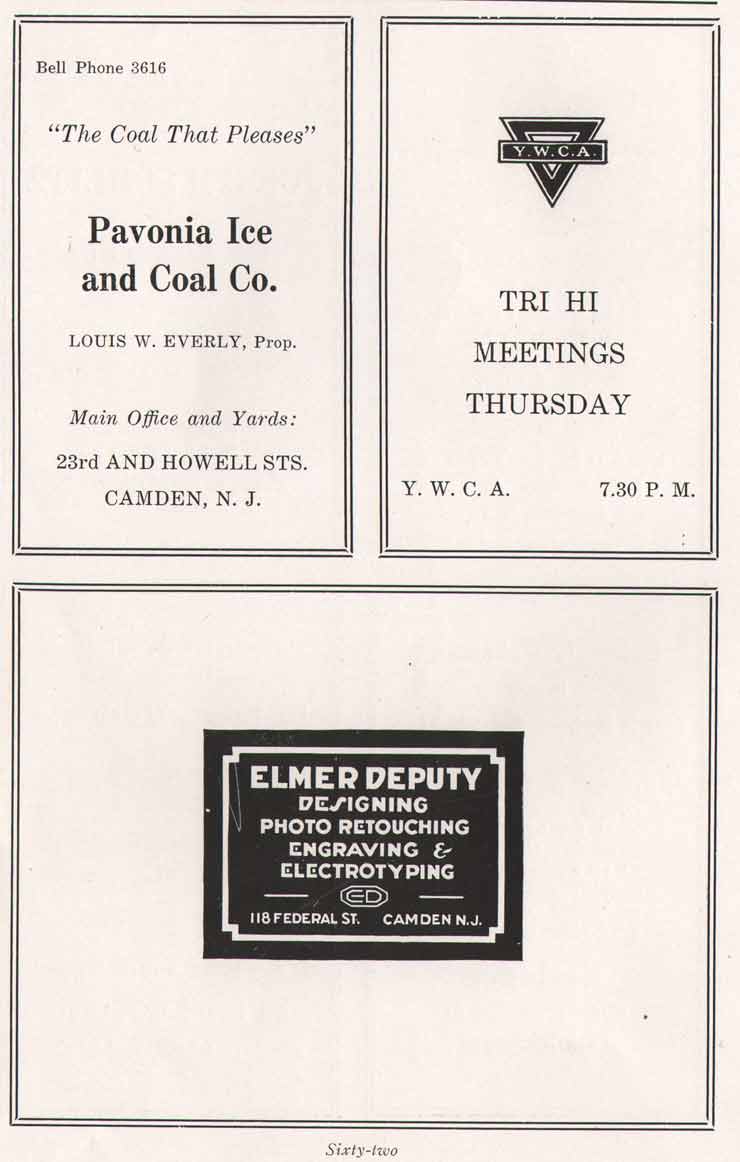 Bell Phone 3616
"The Coal That Pleases"
Pavonia Ice
and Coal Co.
LOUIS W. EVERLY, Prop.
Main Office and Yards:
23rd AND HOWELL STS.
CAMDEN, N. J.
Y.W.C.A.
TRI HI
MEETINGS
THURSDAY
Y. W. C. A. 7.30 P. M.
ELMER DEPUTY
DESIGNING
PHOTO RETOUCHING
ENGRAVING &
ELECTROTYPING
ED
118 FEDERAL ST. CAMDEN N.J.
Sixty-two